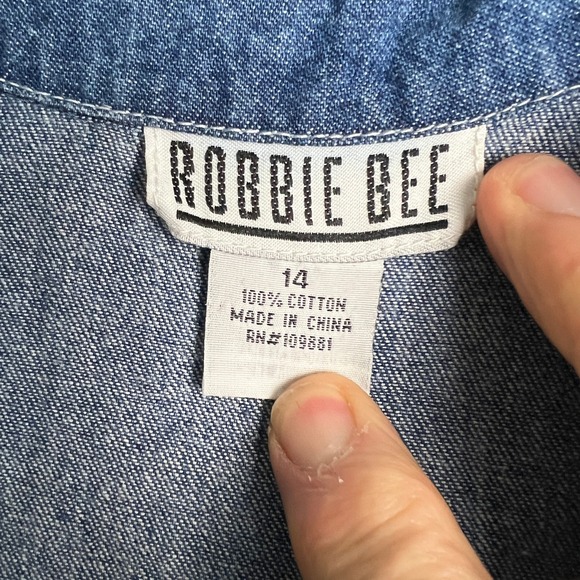 ROBBIE BEE
14
100% COTTON
MADE IN CHINA
RN#109881